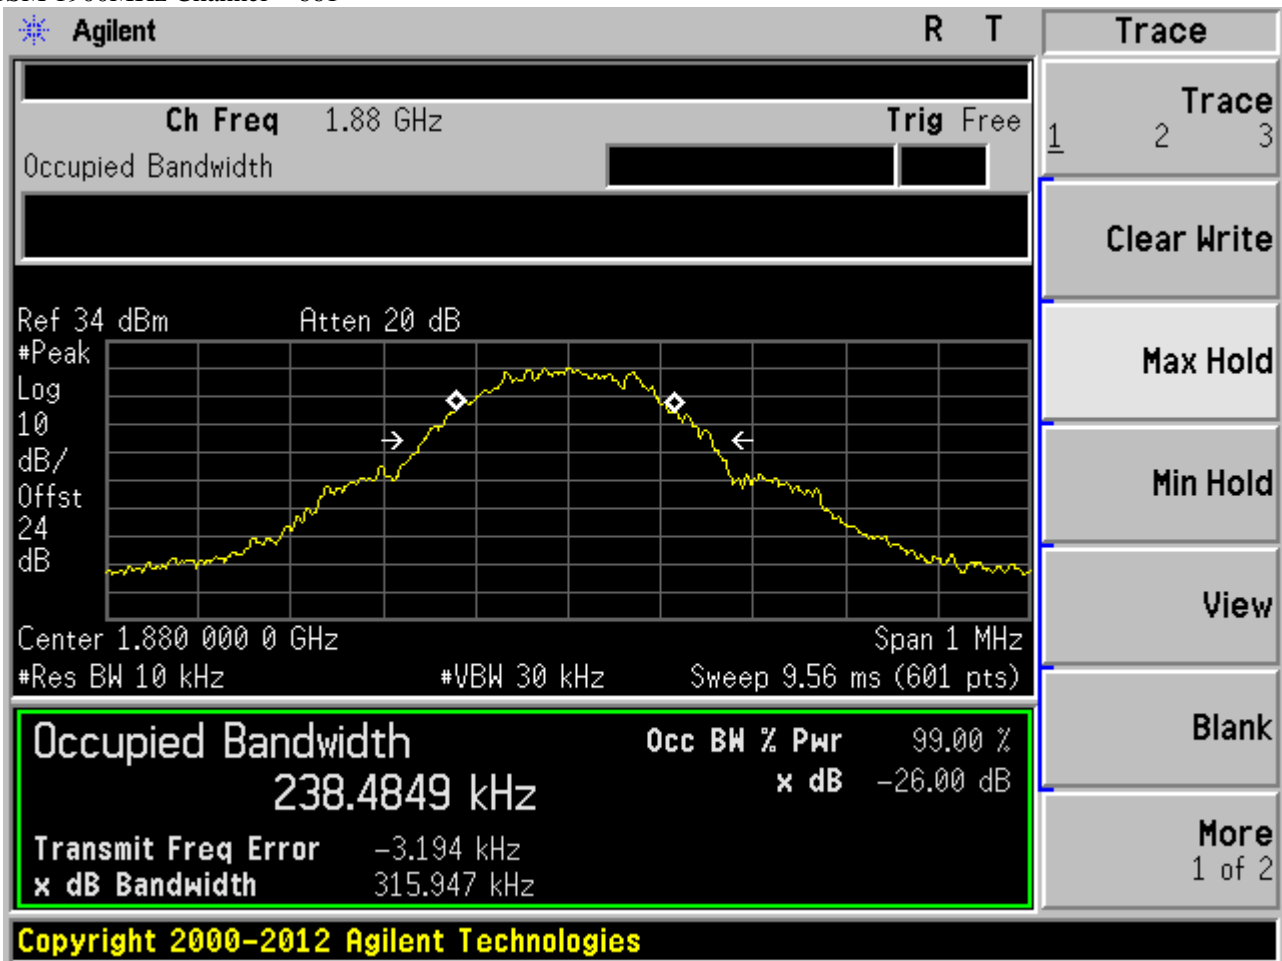 Agilent R T Trace
Ch Freq 1.88 GHz Trig Free
Occupied Bandwidth
Trace
1 2 3
Clear Write
Max Hold
Min Hold
View
Blank
More
1 of 2
Ref 34 dBm Atten 20 dB
#Peak
Log
10
dB/
Offst
24
dB
Center 1.880 000 0 GHz Span 1 MHz
#Res BW 10 kHz #VBW 30 kHz Sweep 9.56 ms (601 pts)
Occupied Bandwidth
238.4849 kHz
Occ BW % Pwr 99.00 %
x dB -26.00 dB
Transmit Freq Error -3.194 kHz
x dB Bandwidth 315.947 kHz
Copyright 2000-2012 Agilent Technologies